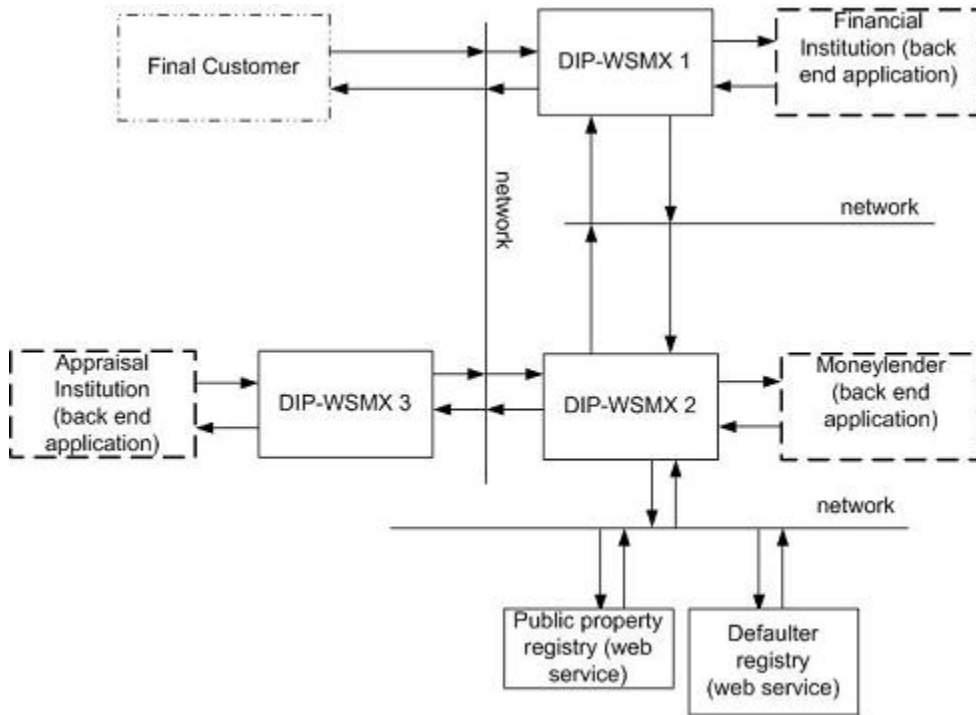 Final Customer
DIP-WSMX 1
Financial
Institution (back
end application)
network
network
Appraisal
Institution
(back end
application)
DIP-WSMX 3
DIP-WSMX 2
Moneylender
(back end
application)
network
Public property
registry (web
service)
Defaulter
registry
(web service)